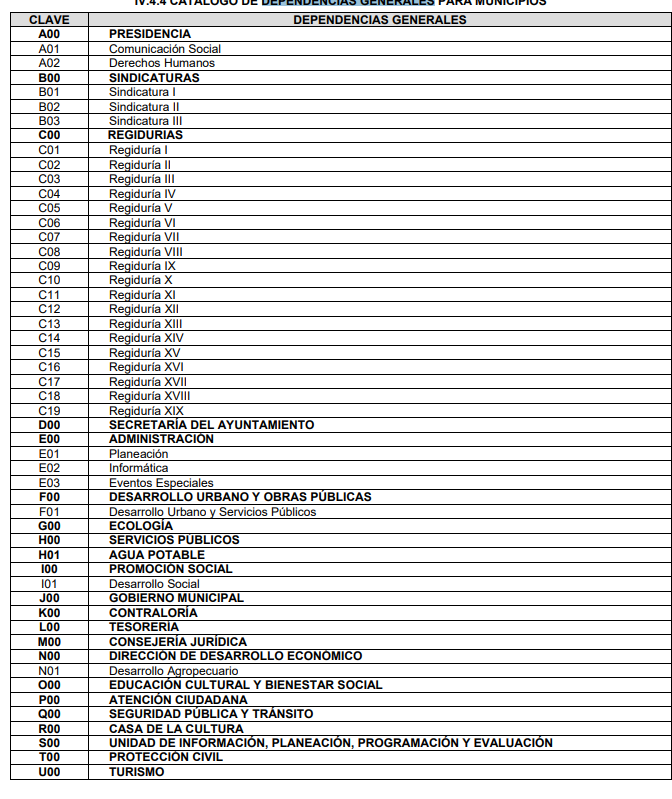 IV.4.4 CATÁLOGO DE DEPENDENCIAS GENERALES PARA MUNICIPIOS
CLAVE DEPENDENCIAS GENERALES
A00 PRESIDENCIA
A01 Comunicación Social
A02 Derechos Humanos
B00 SINDICATURAS
B01 Sindicatura I
B02 Sindicatura II
B03 Sindicatura III
C00 REGIDURIAS
C01 Regiduría I
C02 Regiduría II
C03 Regiduría III
C04 Regiduría IV
C05 Regiduría V
C06 Regiduría VI
C07 Regiduría VII
C08 Regiduría VIII
C09 Regiduría IX
C10 Regiduría X
C11 Regiduría XI
C12 Regiduría XII
C13 Regiduría XIII
C14 Regiduría XIV
C15 Regiduría XV
C16 Regiduría XVI
C17 Regiduría XVII
C18 Regiduría XVIII
C19 Regiduría XIX
D00 SECRETARÍA DEL AYUNTAMIENTO
E00 ADMINISTRACIÓN
E01 Planeación
E02 Informática
E03 Eventos Especiales
F00 DESARROLLO URBANO Y OBRAS PÚBLICAS
F01 Desarrollo Urbano y Servicios Públicos
G00 ECOLOGÍA
H00 SERVICIOS PÚBLICOS
H01 AGUA POTABLE
I00 PROMOCIÓN SOCIAL
I01 Desarrollo Social
J00 GOBIERNO MUNICIPAL
K00 CONTRALORÍA
L00 TESORERÍA
M00 CONSEJERÍA JURÍDICA
N00 DIRECCIÓN DE DESARROLLO ECONÓMICO
N01 Desarrollo Agropecuario
O00 EDUCACIÓN CULTURAL Y BIENESTAR SOCIAL
P00 ATENCIÓN CIUDADANA
Q00 SEGURIDAD PÚBLICA Y TRÁNSITO
R00 CASA DE LA CULTURA
S00 UNIDAD DE INFORMACIÓN, PLANEACIÓN, PROGRAMACIÓN Y EVALUACIÓN
T00 PROTECCIÓN CIVIL
U00 TURISMO